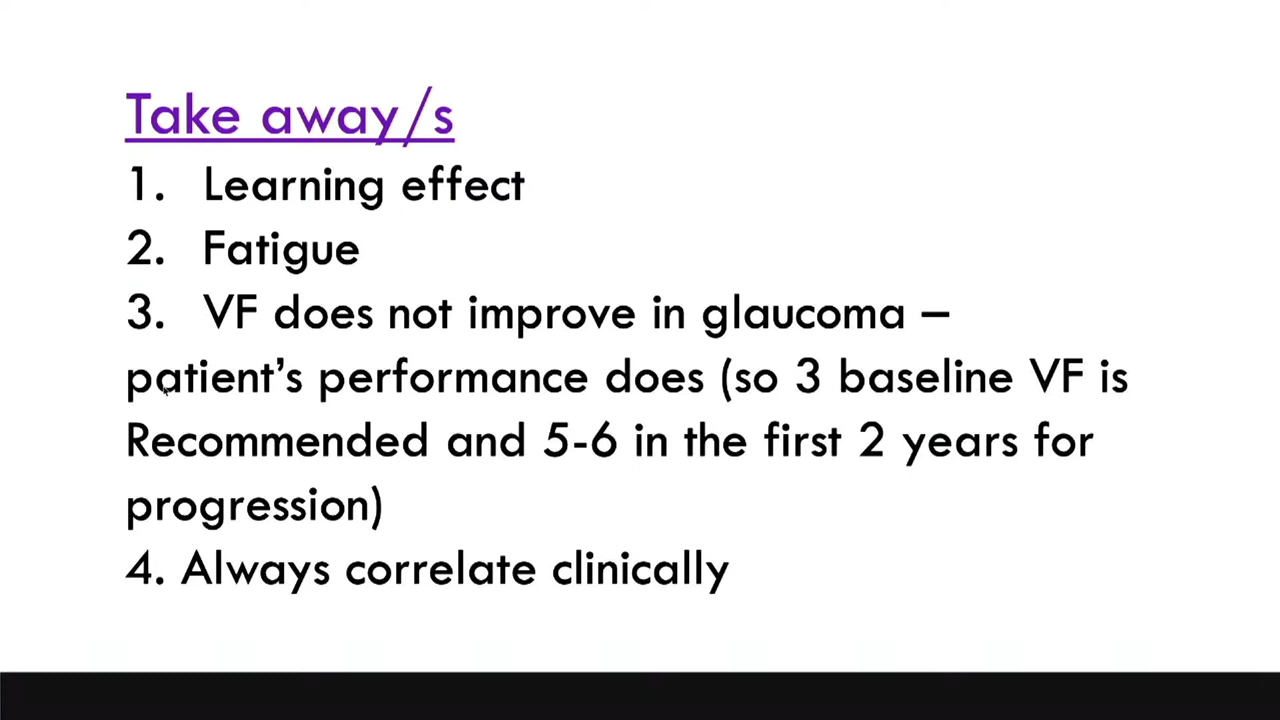 Take away/s
1. Learning effect
2. Fatigue
3. VF does not improve in glaucoma –
patient’s performance does (so 3 baseline VF is
Recommended and 5-6 in the first 2 years for
progression)
4. Always correlate clinically